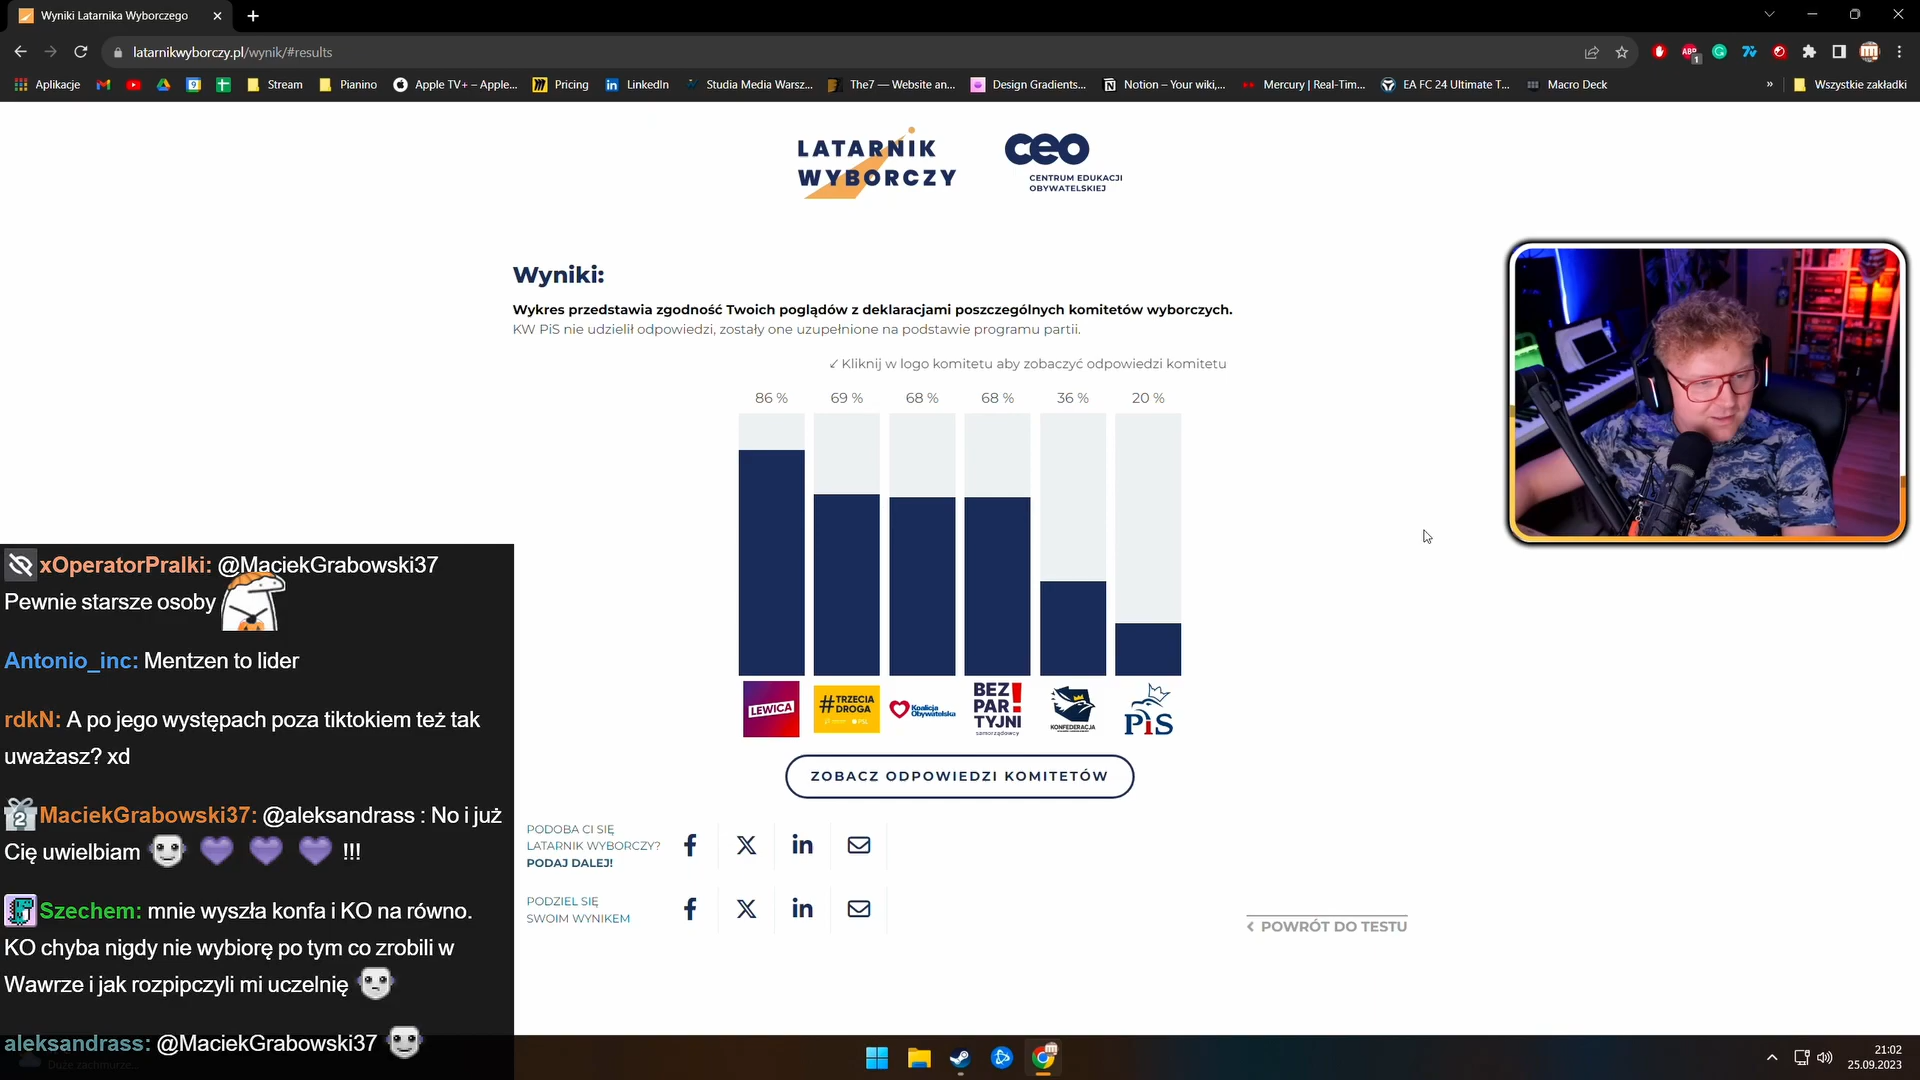 Wyniki Latarnika Wyborczego
latarnikwyborczy.pl/wynik/#results
Aplikacje
Stream
Pianino
Apple TV+ – Apple...
Pricing
LinkedIn
Studia Media Warsz...
The7 — Website an...
Design Gradients...
Notion – Your wiki,...
Mercury | Real-Tim...
EA FC 24 Ultimate T...
Macro Deck
»
Wszystkie zakładki
LATARNIK
WYBORCZY
ceo
CENTRUM EDUKACJI
OBYWATELSKIEJ
Wyniki:
Wykres przedstawia zgodność Twoich poglądów z deklaracjami poszczególnych komitetów wyborczych.
KW PiS nie udzielił odpowiedzi, zostały one uzupełnione na podstawie programu partii.
↙ Kliknij w logo komitetu aby zobaczyć odpowiedzi komitetu
86 % 69 % 68 % 68 % 36 % 20 %
LEWICA
#TRZECIA
DROGA
PSL
Koalicja
Obywatelska
BEZ!
PAR
TYJNI
samorządowcy
KONFEDERACJA
PiS
ZOBACZ ODPOWIEDZI KOMITETÓW
PODOBA CI SIĘ
LATARNIK WYBORCZY?
PODAJ DALEJ!
PODZIEL SIĘ
SWOIM WYNIKEM
POWRÓT DO TESTU
xOperatorPralki: @MaciekGrabowski37
Pewnie starsze osoby
Antonio_inc: Mentzen to lider
rdkN: A po jego występach poza tiktokiem też tak
uważasz? xd
2 MaciekGrabowski37: @aleksandrass : No i już
Cię uwielbiam !!!
Szechem: mnie wyszła konfa i KO na równo.
KO chyba nigdy nie wybiorę po tym co zrobili w
Wawrze i jak rozpipczyli mi uczelnię
aleksandrass: @MaciekGrabowski37
Duże zachmurze...
21:02
25.09.2023